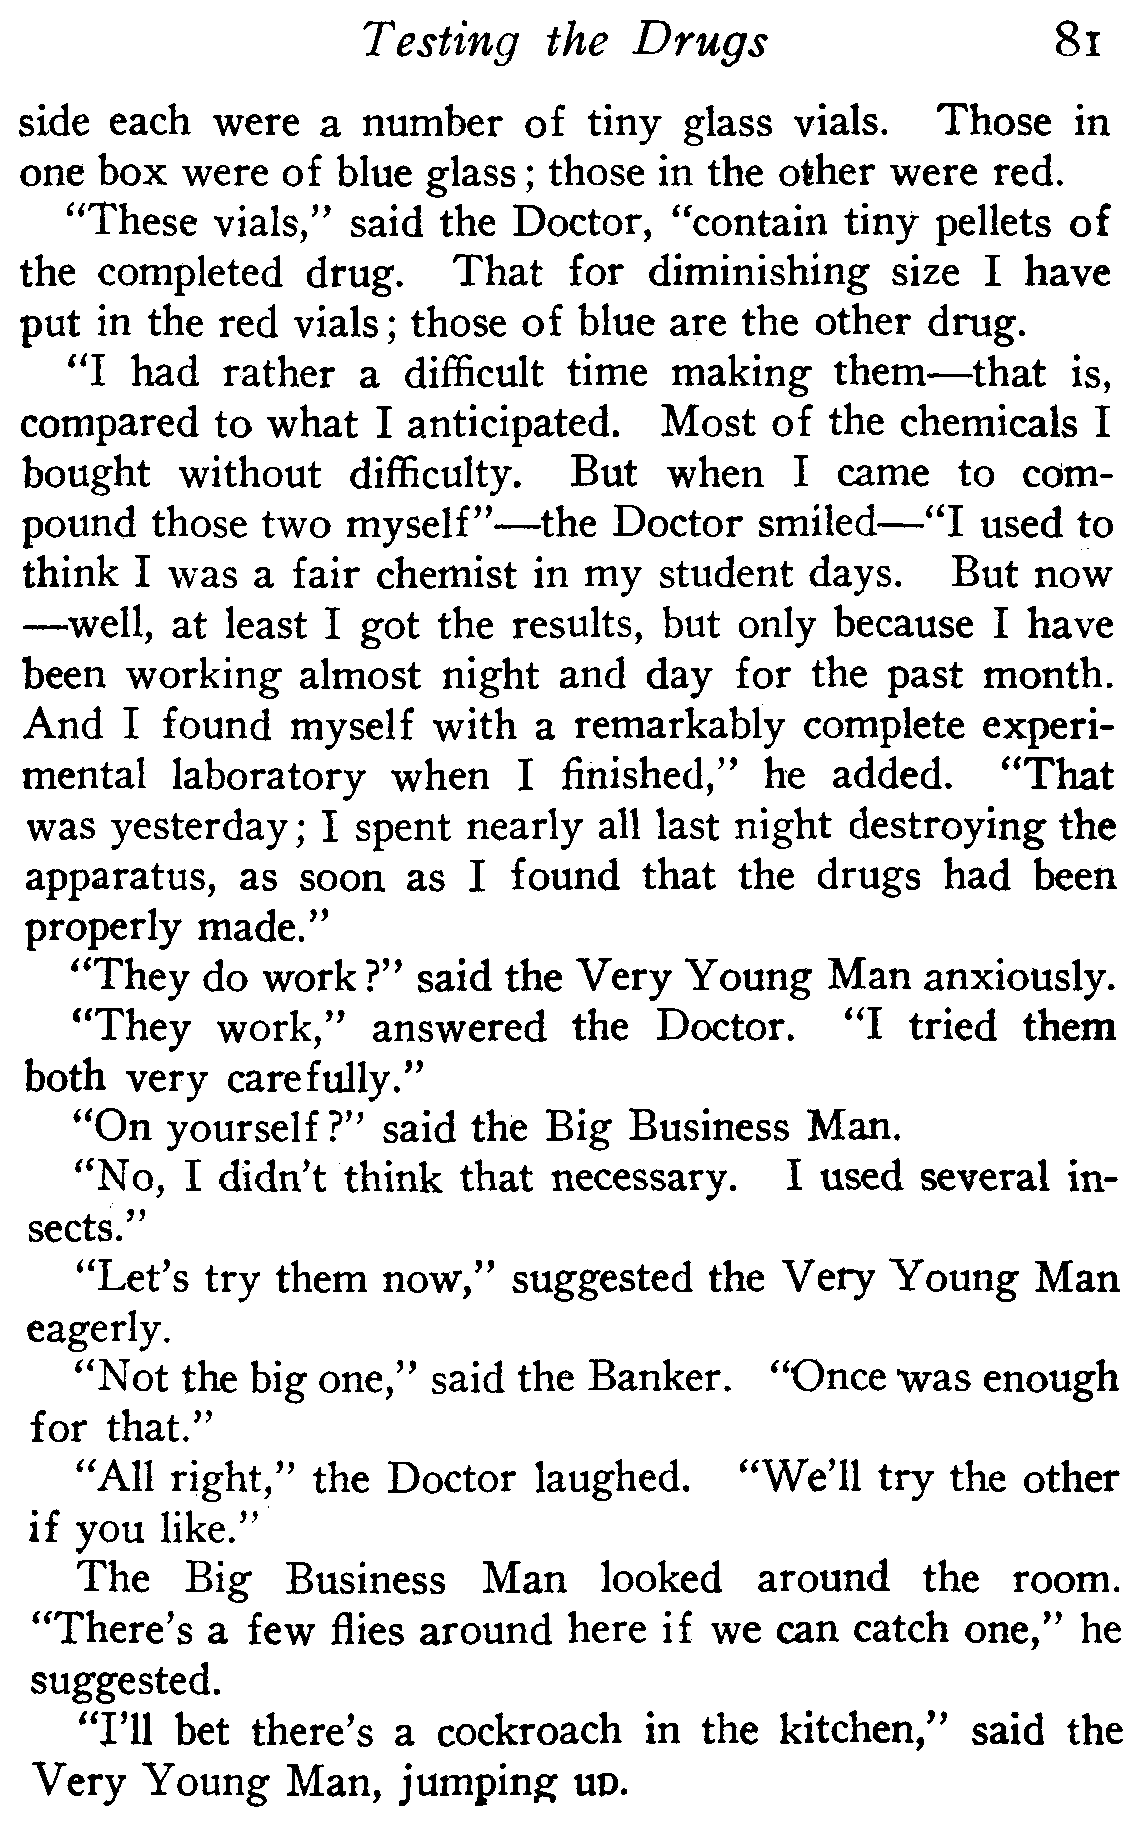 Testing the Drugs 81
side each were a number of tiny glass vials. Those in
one box were of blue glass; those in the other were red.
"These vials," said the Doctor, "contain tiny pellets of
the completed drug. That for diminishing size I have
put in the red vials; those of blue are the other drug.
"I had rather a difficult time making them—that is,
compared to what I anticipated. Most of the chemicals I
bought without difficulty. But when I came to com-
pound those two myself"—the Doctor smiled—"I used to
think I was a fair chemist in my student days. But now
—well, at least I got the results, but only because I have
been working almost night and day for the past month.
And I found myself with a remarkably complete experi-
mental laboratory when I finished," he added. "That
was yesterday; I spent nearly all last night destroying the
apparatus, as soon as I found that the drugs had been
properly made."
"They do work?" said the Very Young Man anxiously.
"They work," answered the Doctor. "I tried them
both very carefully."
"On yourself?" said the Big Business Man.
"No, I didn't think that necessary. I used several in-
sects."
"Let's try them now," suggested the Very Young Man
eagerly.
"Not the big one," said the Banker. "Once was enough
for that."
"All right," the Doctor laughed. "We'll try the other
if you like."
The Big Business Man looked around the room.
"There's a few flies around here if we can catch one," he
suggested.
"I'll bet there's a cockroach in the kitchen," said the
Very Young Man, jumping up.